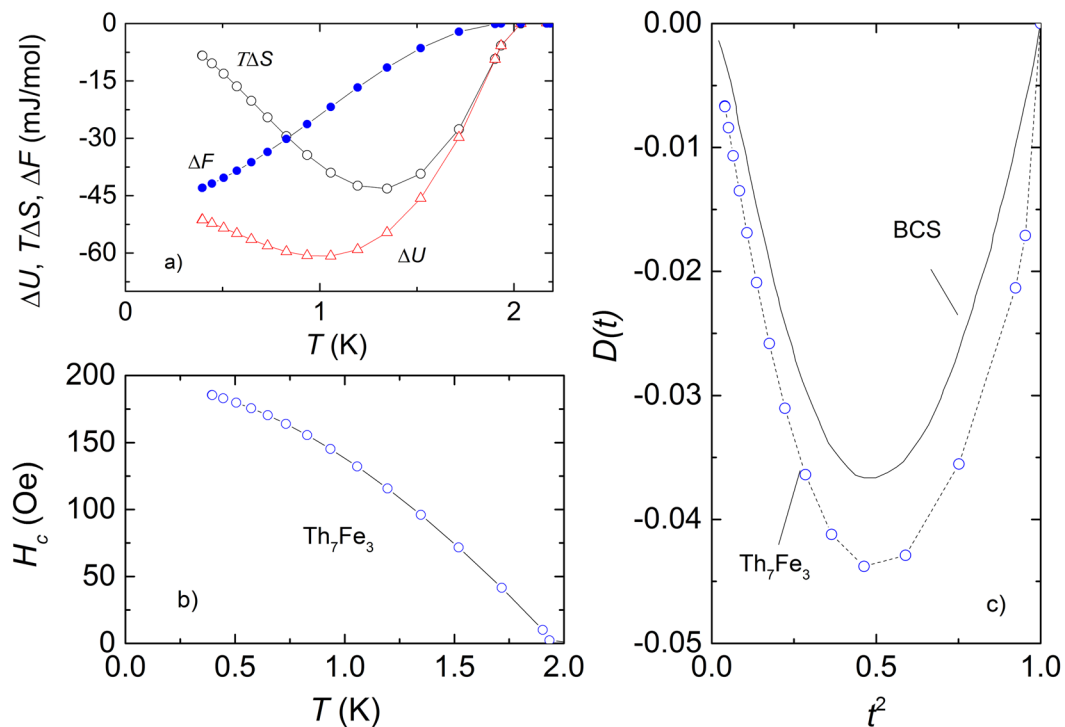 ΔU, TΔS, ΔF (mJ/mol)
0
-15
-30
-45
-60
TΔS
ΔF
ΔU
a)
0
1
2
T (K)
H_c (Oe)
200
150
100
50
0
Th₇Fe₃
b)
0.0
0.5
1.0
1.5
2.0
T (K)
D(t)
0.00
-0.01
-0.02
-0.03
-0.04
-0.05
BCS
Th₇Fe₃
c)
0.0
0.5
1.0
t²